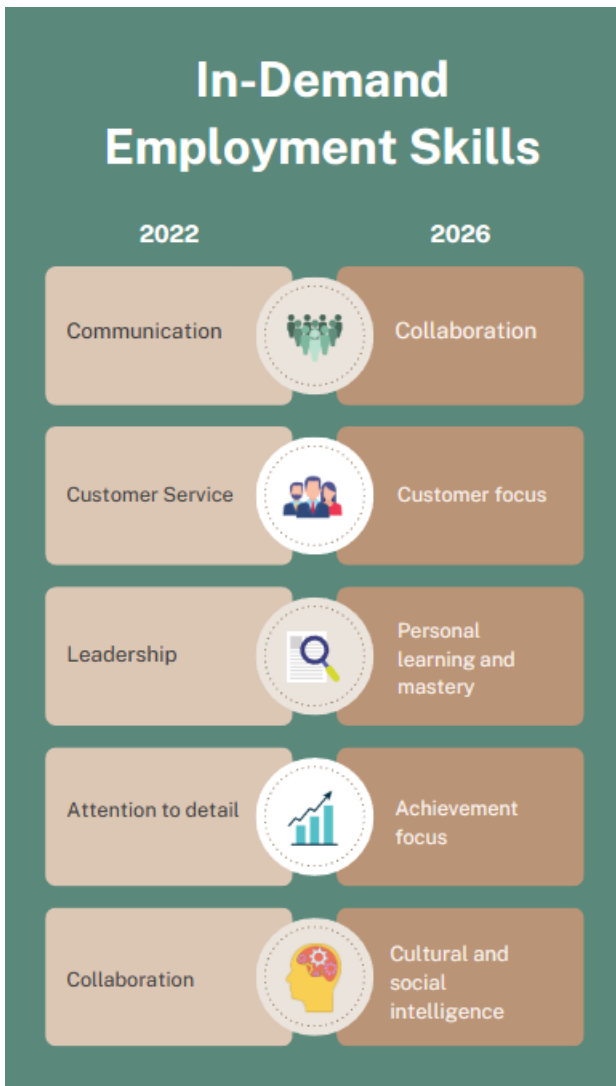 In-Demand
Employment Skills
2022
2026
Communication
Collaboration
Customer Service
Customer focus
Leadership
Personal
learning and
mastery
Attention to detail
Achievement
focus
Collaboration
Cultural and
social
intelligence